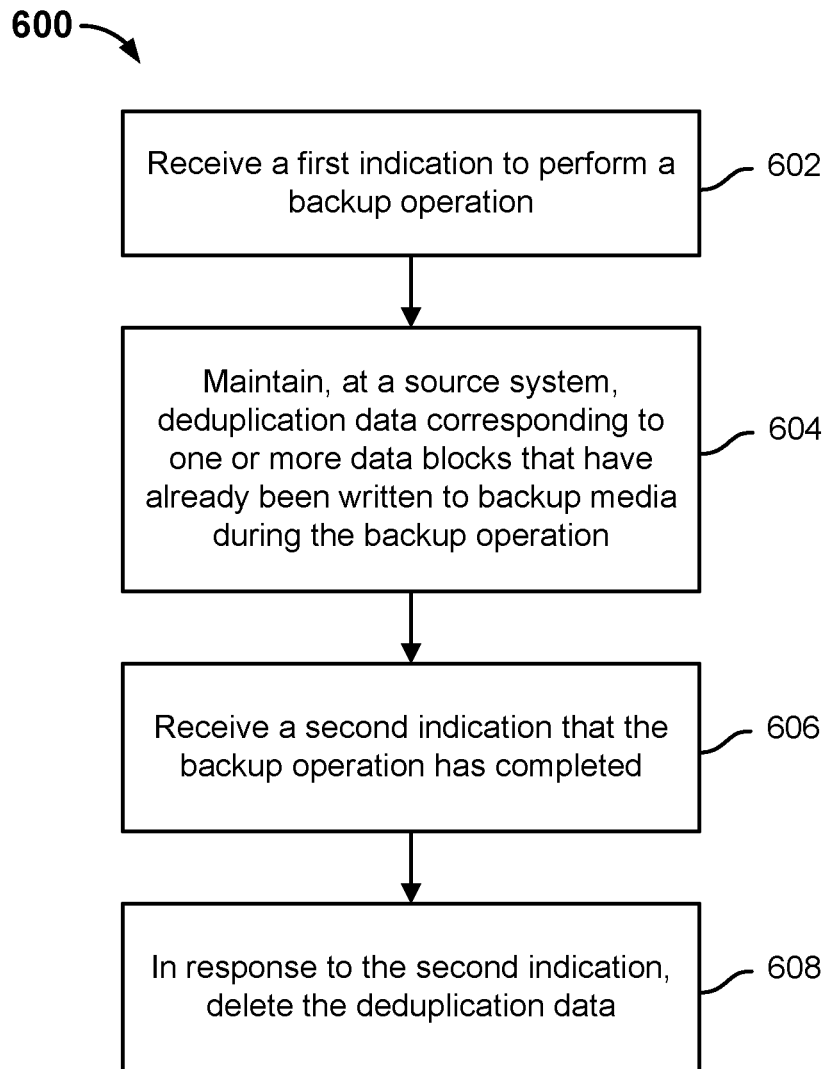 600
Receive a first indication to perform a
backup operation
602
Maintain, at a source system,
deduplication data corresponding to
one or more data blocks that have
already been written to backup media
during the backup operation
604
Receive a second indication that the
backup operation has completed
606
In response to the second indication,
delete the deduplication data
608